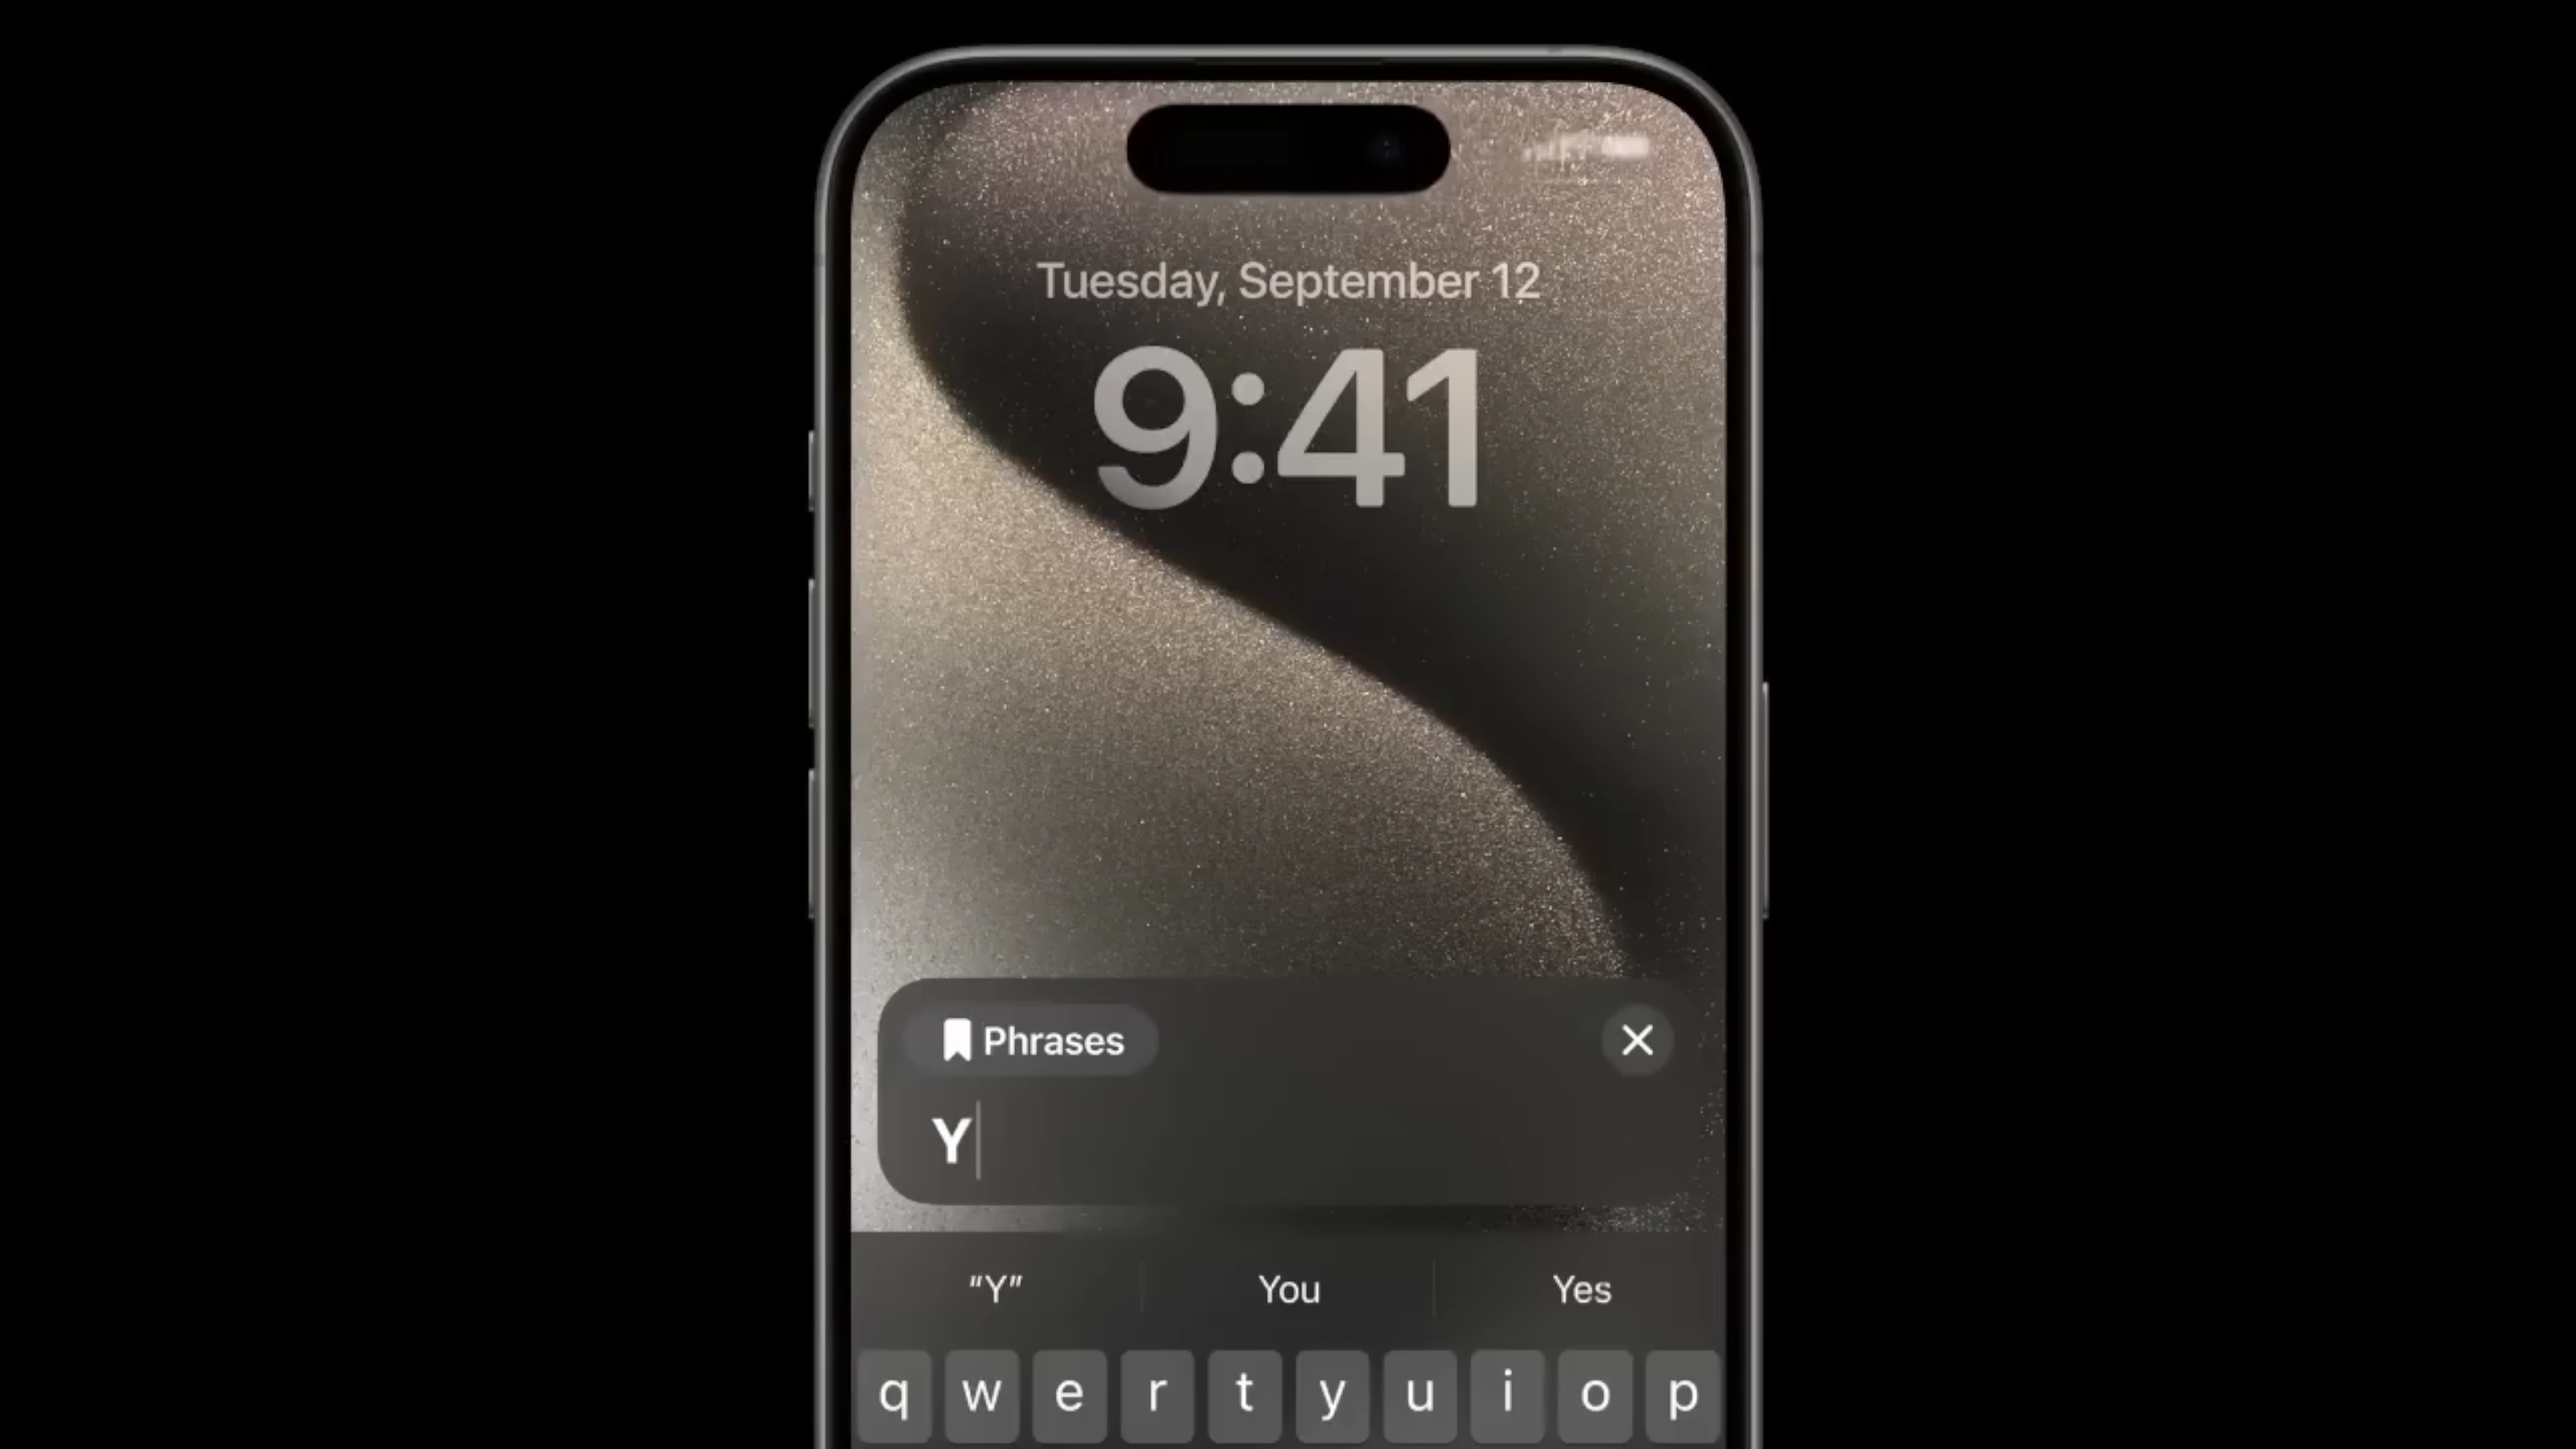 Tuesday, September 12
9:41
Phrases
Y
“Y” You Yes
q w e r t y u i o p